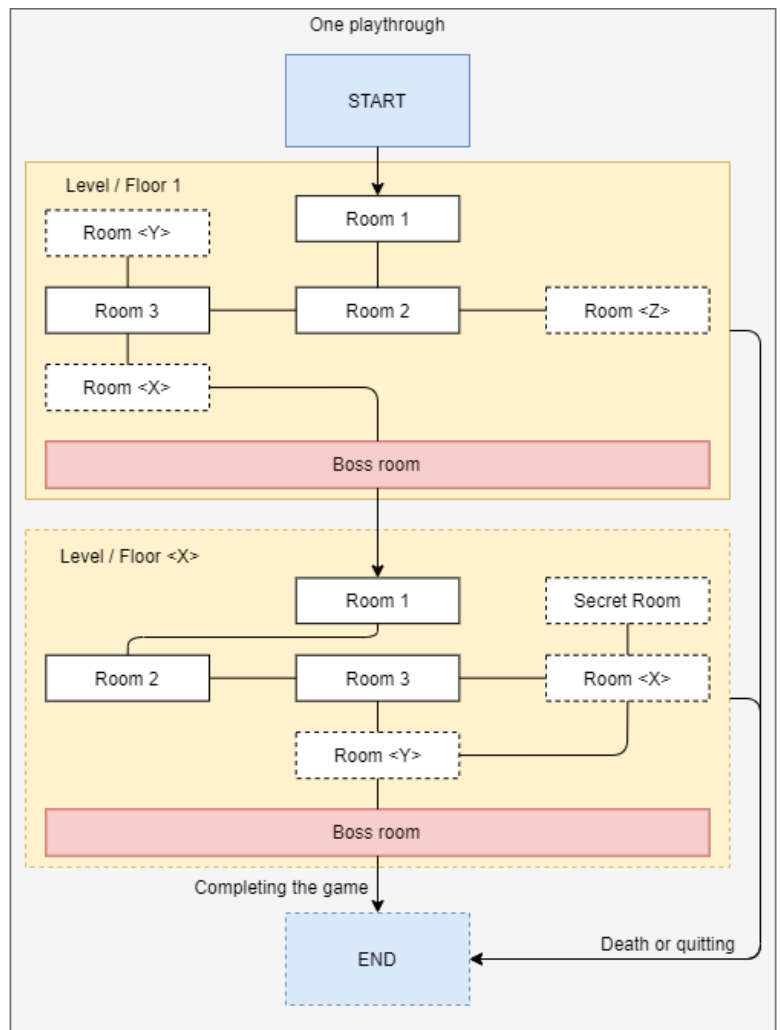 One playthrough
START
Level / Floor 1
Room 1
Room <Y>
Room 3
Room 2
Room <Z>
Room <X>
Boss room
Level / Floor <X>
Room 1
Secret Room
Room 2
Room 3
Room <X>
Room <Y>
Boss room
Completing the game
END
Death or quitting